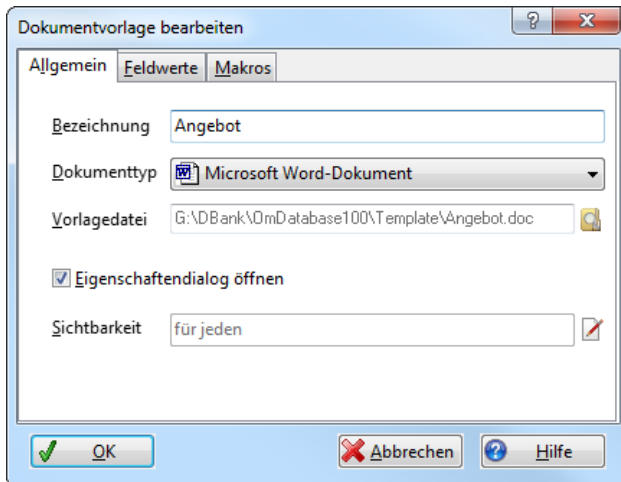 Dokumentvorlage bearbeiten
Allgemein Feldwerte Makros
Bezeichnung Angebot
Dokumenttyp Microsoft Word-Dokument
Vorlagedatei G:\DBank\OmDatabase100\Template\Angebot.doc
Eigenschaftendialog öffnen
Sichtbarkeit für jeden
OK Abbrechen Hilfe